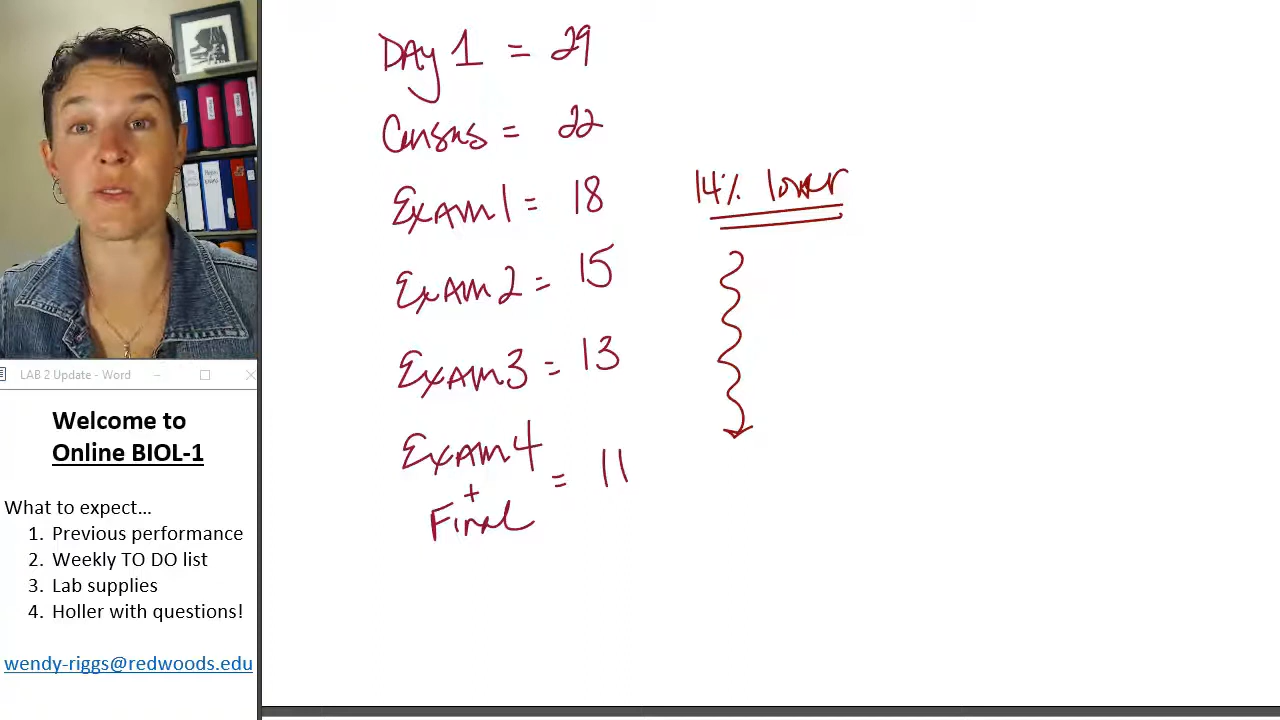 Day 1 = 29
Census = 22
Exam 1 = 18
14% lower
Exam 2 = 15
Exam 3 = 13
Exam 4
+
Final
= 11
LAB 2 Update - Word
Welcome to
Online BIOL-1
What to expect...
1. Previous performance
2. Weekly TO DO list
3. Lab supplies
4. Holler with questions!
wendy-riggs@redwoods.edu